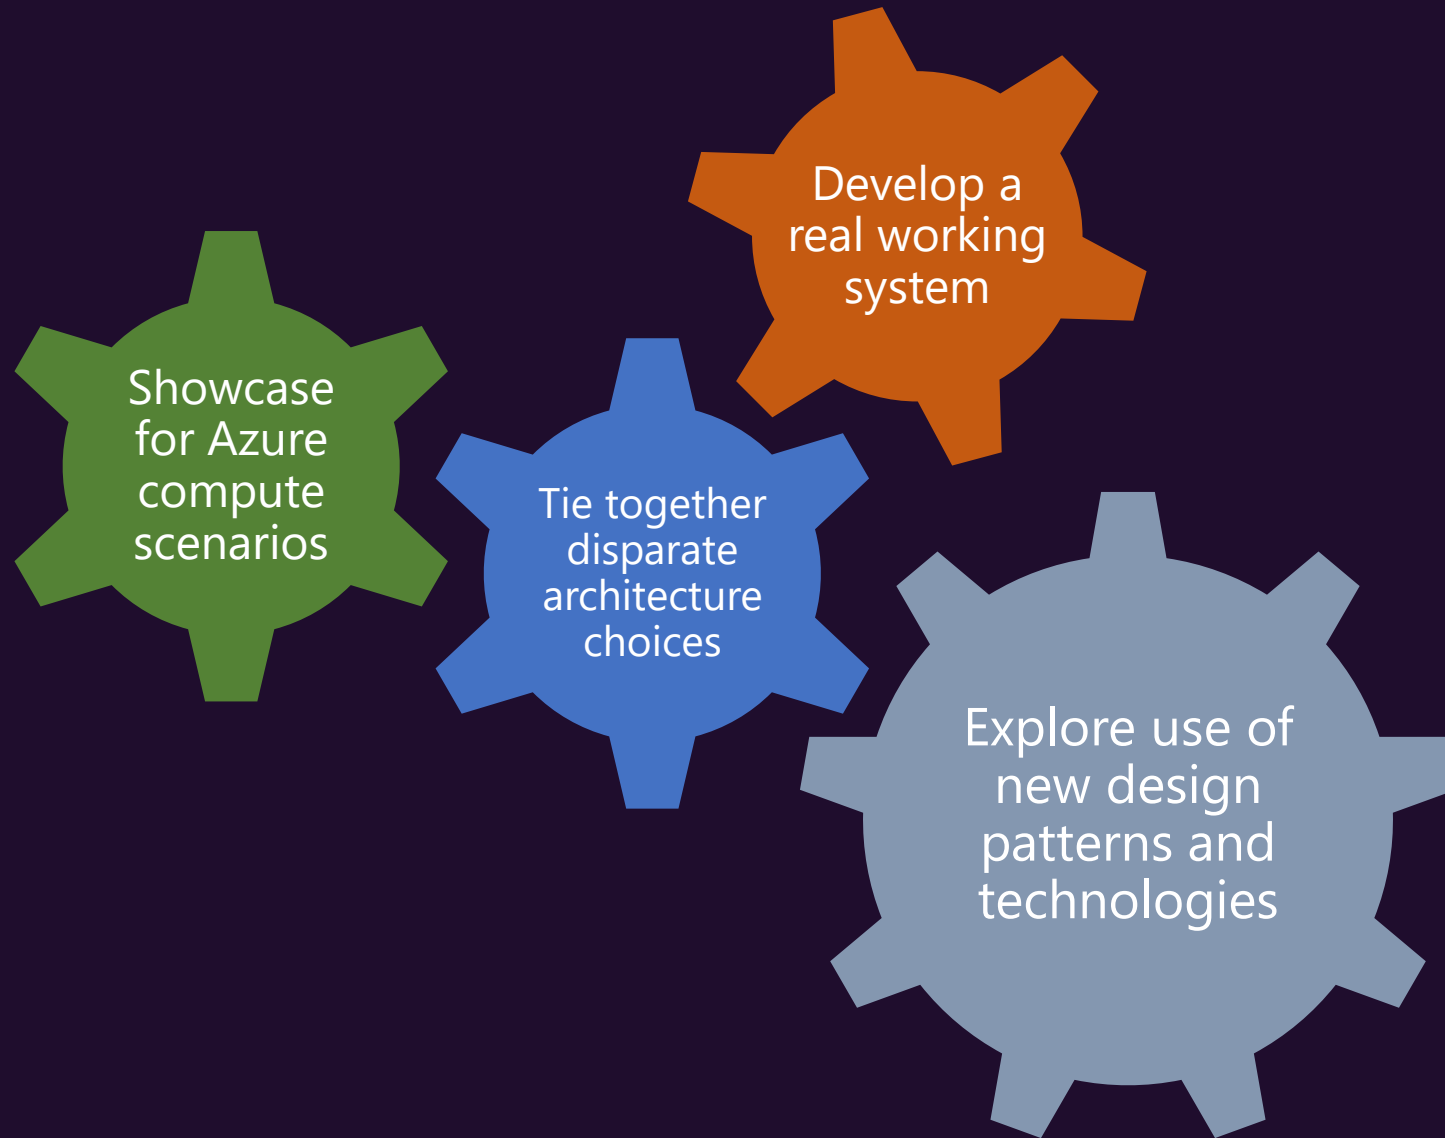 Develop a
real working
system
Showcase
for Azure
compute
scenarios
Tie together
disparate
architecture
choices
Explore use of
new design
patterns and
technologies